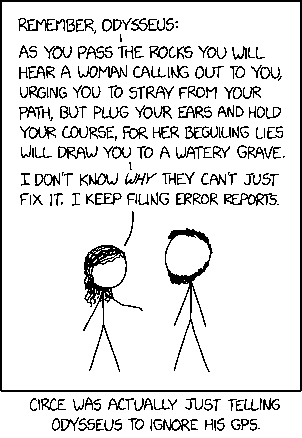 REMEMBER, ODYSSEUS:
AS YOU PASS THE ROCKS YOU WILL
HEAR A WOMAN CALLING OUT TO YOU,
URGING YOU TO STRAY FROM YOUR
PATH, BUT PLUG YOUR EARS AND HOLD
YOUR COURSE, FOR HER BEGUILING LIES
WILL DRAW YOU TO A WATERY GRAVE.
I DON'T KNOW WHY THEY CAN'T JUST
FIX IT. I KEEP FILING ERROR REPORTS.
CIRCE WAS ACTUALLY JUST TELLING
ODYSSEUS TO IGNORE HIS GPS.